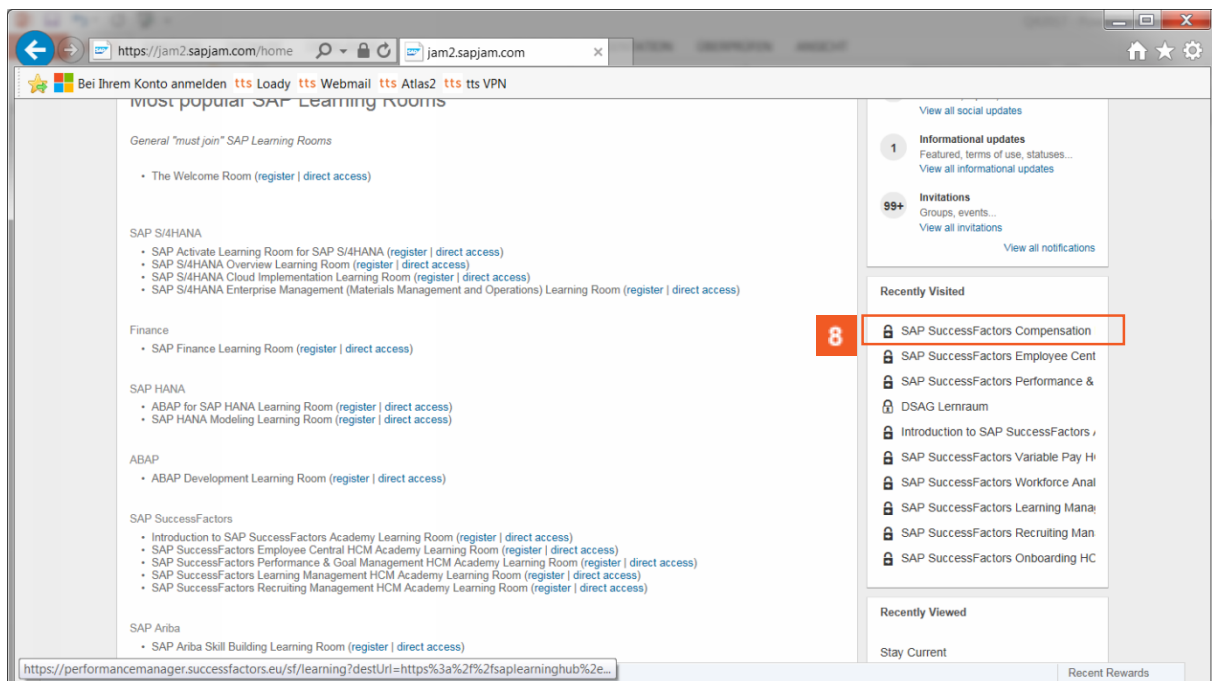 https://jam2.sapjam.com/home
jam2.sapjam.com
ANSICHT
Bei Ihrem Konto anmelden tts Loady tts Webmail tts Atlas2 tts tts VPN
Most popular SAP Learning Rooms
General "must join" SAP Learning Rooms
• The Welcome Room (register | direct access)
SAP S/4HANA
• SAP Activate Learning Room for SAP S/4HANA (register | direct access)
• SAP S/4HANA Overview Learning Room (register | direct access)
• SAP S/4HANA Cloud Implementation Learning Room (register | direct access)
• SAP S/4HANA Enterprise Management (Materials Management and Operations) Learning Room (register | direct access)
Finance
• SAP Finance Learning Room (register | direct access)
SAP HANA
• ABAP for SAP HANA Learning Room (register | direct access)
• SAP HANA Modeling Learning Room (register | direct access)
ABAP
• ABAP Development Learning Room (register | direct access)
SAP SuccessFactors
• Introduction to SAP SuccessFactors Academy Learning Room (register | direct access)
• SAP SuccessFactors Employee Central HCM Academy Learning Room (register | direct access)
• SAP SuccessFactors Performance & Goal Management HCM Academy Learning Room (register | direct access)
• SAP SuccessFactors Learning Management HCM Academy Learning Room (register | direct access)
• SAP SuccessFactors Recruiting Management HCM Academy Learning Room (register | direct access)
SAP Ariba
• SAP Ariba Skill Building Learning Room (register | direct access)
https://performancemanager.successfactors.eu/sf/learning?destUrl=https%3a%2f%2fsaplearninghub%2e...
View all social updates
1
Informational updates
Featured, terms of use, statuses...
View all informational updates
99+
Invitations
Groups, events...
View all invitations
View all notifications
Recently Visited
8
SAP SuccessFactors Compensation
SAP SuccessFactors Employee Cent
SAP SuccessFactors Performance &
DSAG Lernraum
Introduction to SAP SuccessFactors
SAP SuccessFactors Variable Pay
SAP SuccessFactors Workforce Anal
SAP SuccessFactors Learning Mana
SAP SuccessFactors Recruiting Man
SAP SuccessFactors Onboarding HC
Recently Viewed
Stay Current
Recent Rewards